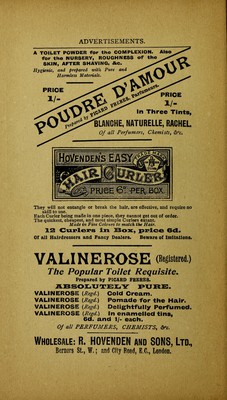 ADVERTISEMENTS.
A TOILET POWDER for the COMPLEXION. Also
for the NURSERY, ROUGHNESS of the
SKIN, AFTER SHAVING, &c.
Hygienic, and prepared with Pure and
Harmless Materials.
PRICE
1/-
POUDRE D'AMOUR
Prepared by PICARD FRERES, Parfumeurs.
PRICE
1/-
In Three Tints,
BLANCHE, NATURELLE, RACHEL.
Of all Perfumers, Chemists, &c.
HOVENDEN'S EASY
HAIR CURLER
PRICE 6D. PER BOX.
They will not entangle or break the hair, are effective, and require no
skill to use.
Each Curler being made in one piece, they cannot get out of order.
The quickest, cheapest, and most simple Curlers extant.
Made in Five Colours to match the Hair.
12 Curlers in Box, price 6d.
Of all Hairdressers and Fancy Dealers. Beware of Imitations.
VALINEROSE (Registered.)
The Popular Toilet Requisite.
Prepared by PICARD FRERES.
ABSOLUTELY PURE.
VALINEROSE (Regd.) Cold Cream.
VALINEROSE (Regd.) Pomade for the Hair.
VALINEROSE (Regd.) Delightfully Perfumed.
VALINEROSE (Regd.) In enamelled tins,
6d. and 1/- each.
Of all PERFUMERS, CHEMISTS, &c.
WHOLESALE: R. HOVENDEN AND SONS, LTD.,
Berners St., W.; and City Road, E.C., London.